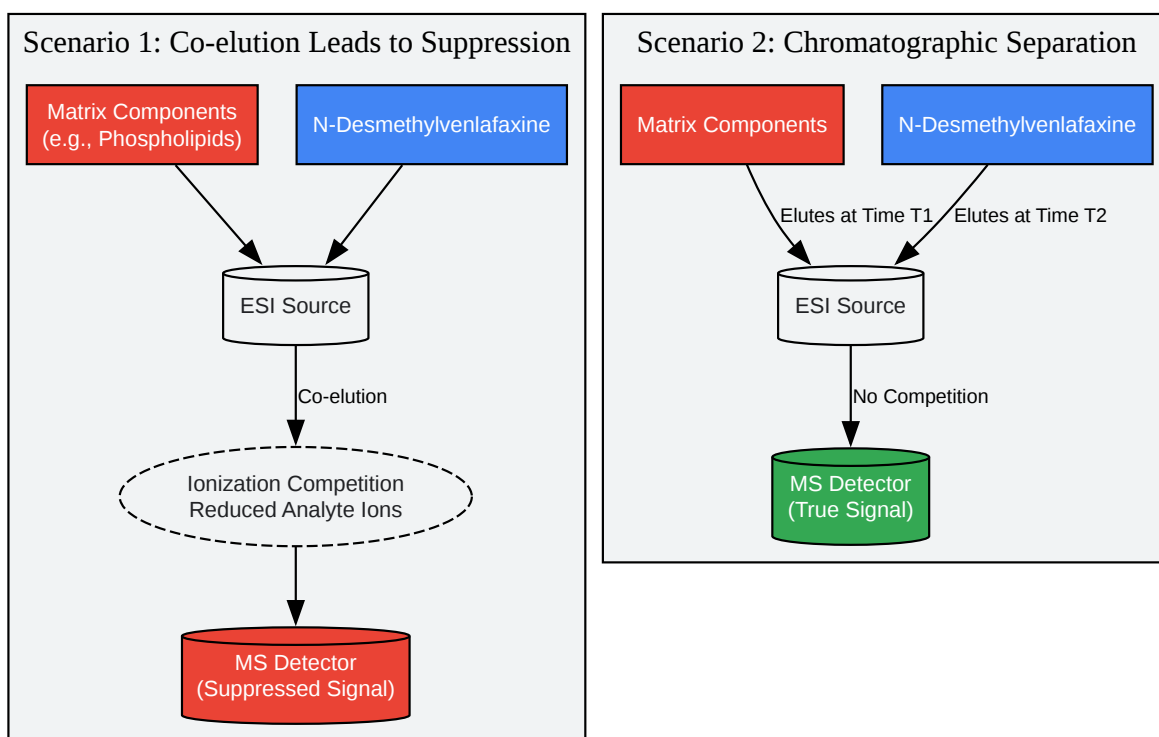 Scenario 1: Co-elution Leads to Suppression
Matrix Components
(e.g., Phospholipids)
N-Desmethylvenlafaxine
ESI Source
Co-elution
Ionization Competition
Reduced Analyte Ions
MS Detector
(Suppressed Signal)
Scenario 2: Chromatographic Separation
Matrix Components
N-Desmethylvenlafaxine
Elutes at Time T1
Elutes at Time T2
ESI Source
No Competition
MS Detector
(True Signal)